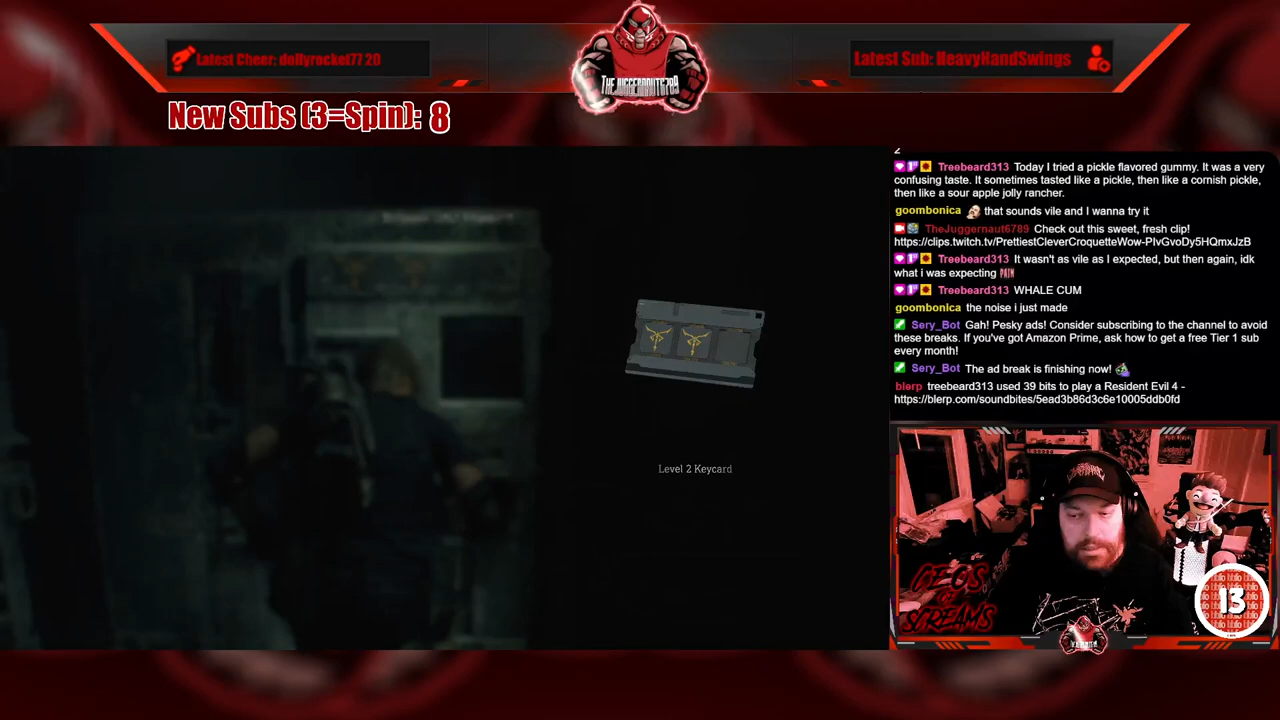 Latest Cheer: dollyrocket77 20
THEJUGGERNAUT6789
Latest Sub: HeavyHandSwings
New Subs (3=Spin): 8
Treebeard313 Today I tried a pickle flavored gummy. It was a very
confusing taste. It sometimes tasted like a pickle, then like a cornish pickle,
then like a sour apple jolly rancher.
goombonica that sounds vile and I wanna try it
TheJuggernaut6789 Check out this sweet, fresh clip!
https://clips.twitch.tv/PrettiestCleverCroquetteWow-PIvGvoDy5HQmxJzB
Treebeard313 It wasn't as vile as I expected, but then again, idk
what i was expecting PAIN
Treebeard313 WHALE CUM
goombonica the noise i just made
Sery_Bot Gah! Pesky ads! Consider subscribing to the channel to avoid
these breaks. If you've got Amazon Prime, ask how to get a free Tier 1 sub
every month!
Sery_Bot The ad break is finishing now!
blerp treebeard313 used 39 bits to play a Resident Evil 4 -
https://blerp.com/soundbites/5ead3b86d3c6e10005ddb0fd
Level 2 Keycard
SCREAMS
13